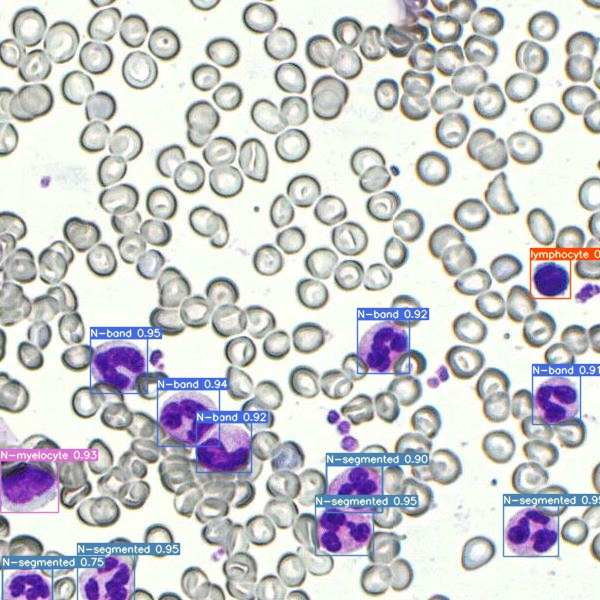 lymphocyte 0
N-band 0.92
N-band 0.95
N-band 0.91
N-band 0.94
N-band 0.92
N-myelocyte 0.93
N-segmented 0.90
N-segmented 0.95
N-segmented 0.95
N-segmented 0.95
N-segmented 0.75